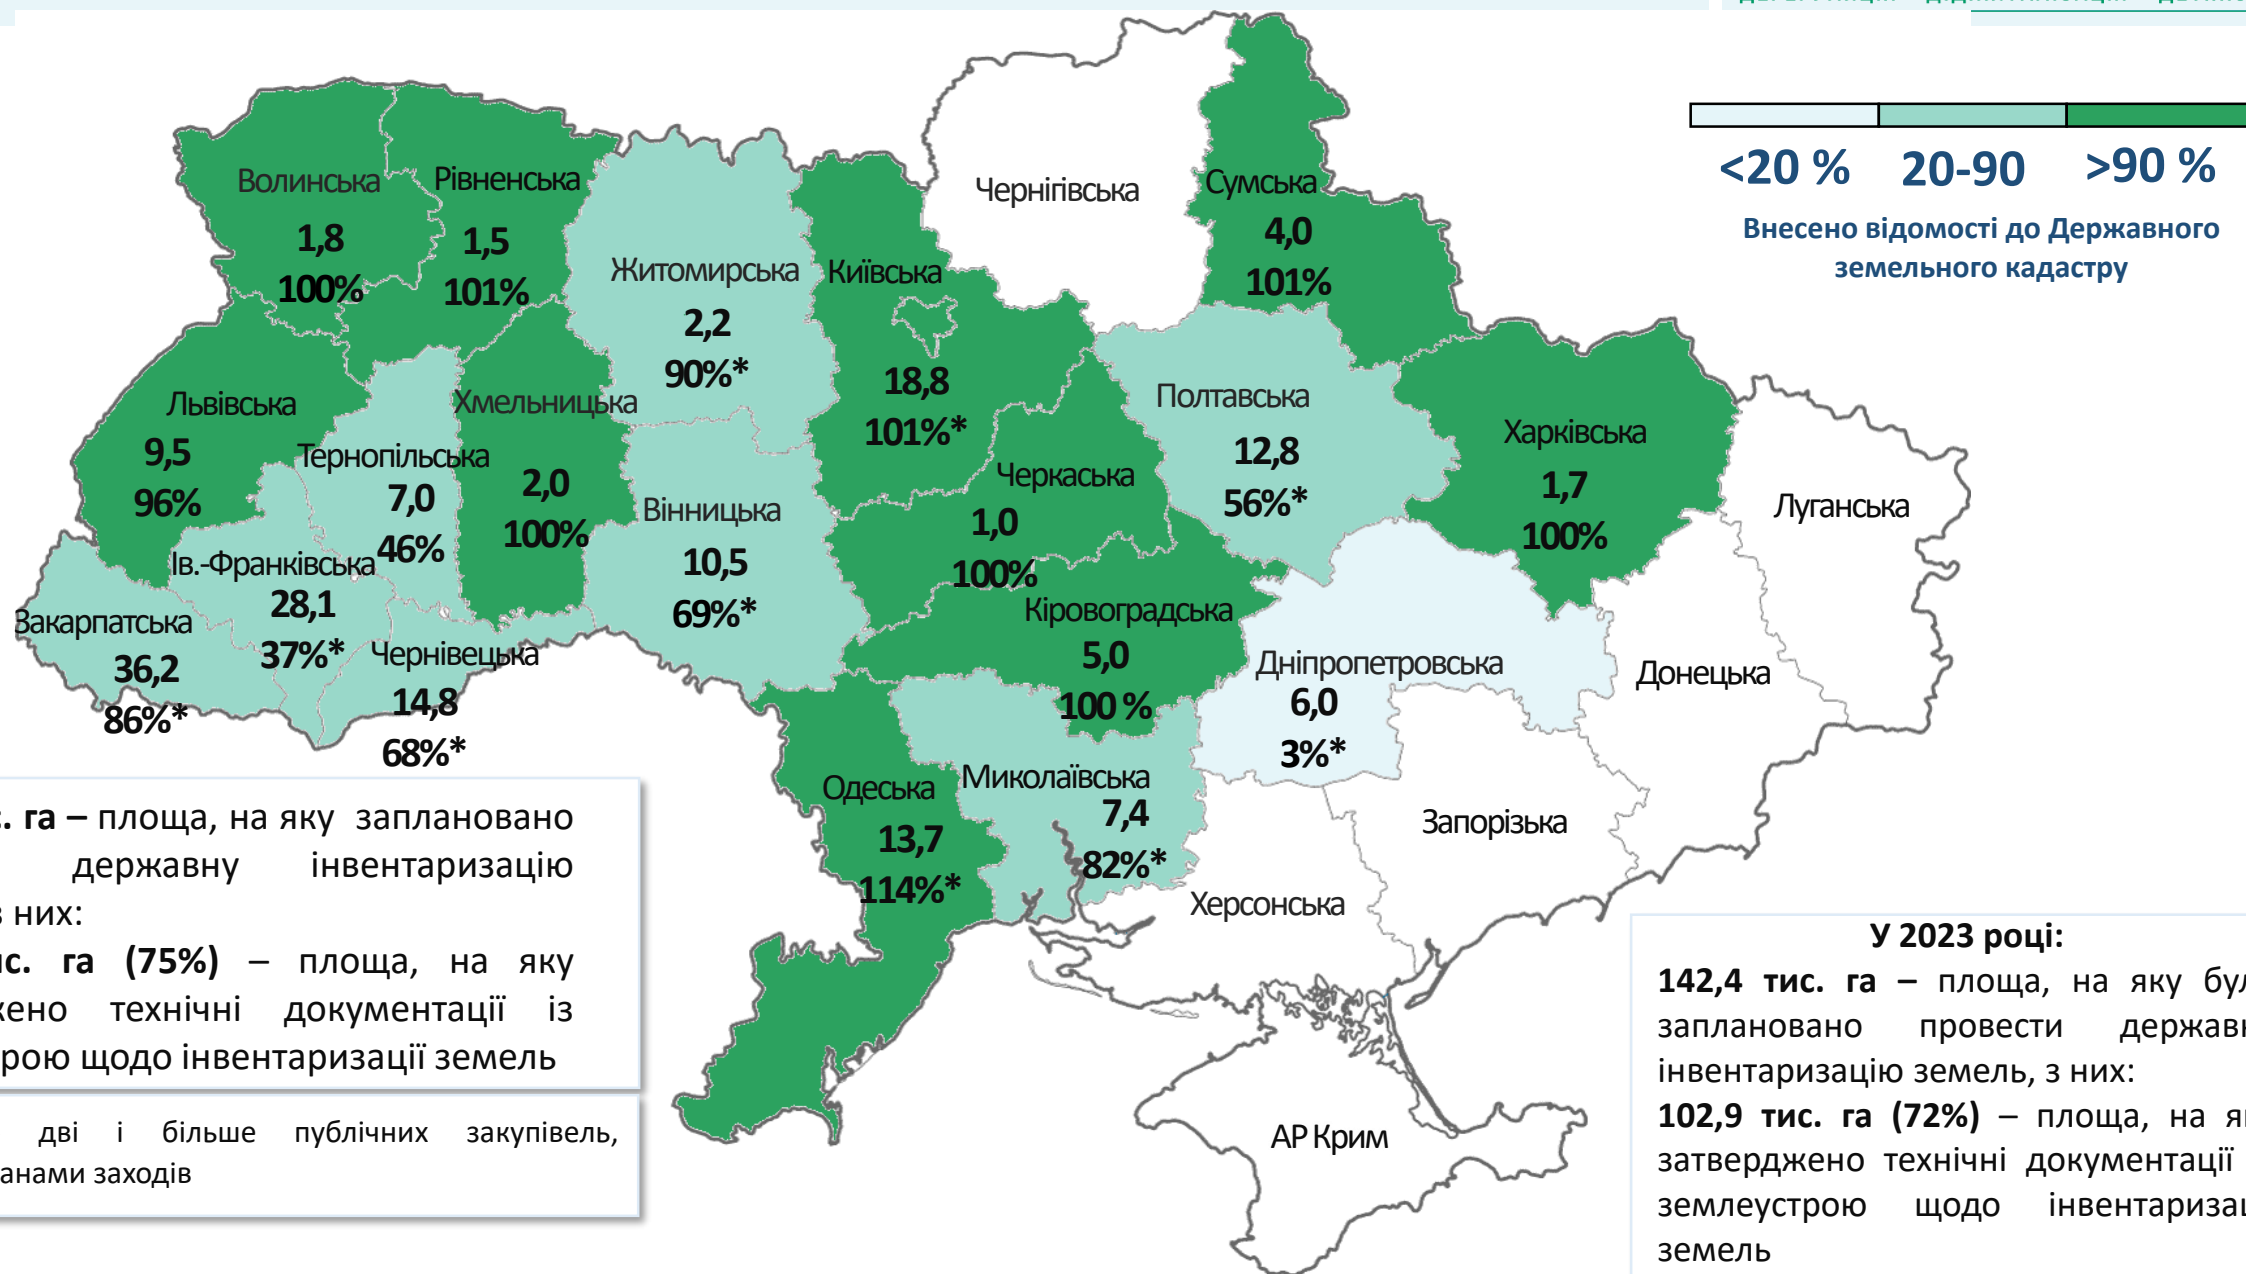 <20 %
20-90
>90 %
Внесено відомості до Державного
земельного кадастру
Волинська
1,8
100%
Рівненська
1,5
101%
Житомирська
2,2
90%*
Київська
18,8
101%*
Чернігівська
Сумська
4,0
101%
Львівська
9,5
96%
Тернопільська
7,0
46%
Хмельницька
2,0
100%
Вінницька
10,5
69%*
Черкаська
1,0
100%
Полтавська
12,8
56%*
Харківська
1,7
100%
Луганська
Закарпатська
36,2
86%*
Ів.-Франківська
28,1
37%*
Чернівецька
14,8
68%*
Кіровоградська
5,0
100 %
Дніпропетровська
6,0
3%*
Донецька
Одеська
13,7
114%*
Миколаївська
7,4
82%*
Запорізька
Херсонська
АР Крим
га – площа, на яку заплановано
державну інвентаризацію
них:
га (75%) – площа, на яку
технічні документації із
щодо інвентаризації земель
дві і більше публічних закупівель,
заходів
У 2023 році:
142,4 тис. га – площа, на яку
заплановано провести
інвентаризацію земель, з них:
102,9 тис. га (72%) – площа, на
затверджено технічні документації
землеустрою щодо
земель